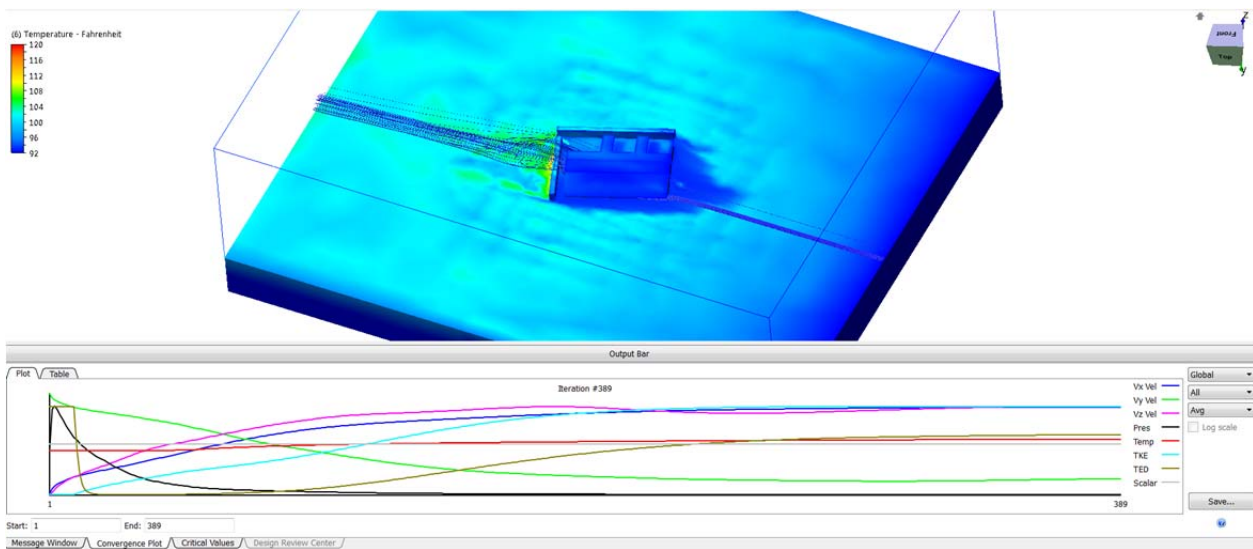 (6) Temperature - Fahrenheit
120
116
112
108
104
100
96
92
Front
Top
Z
Y
Output Bar
Plot
Table
Iteration #389
Vx Vel
Vy Vel
Vz Vel
Pres
Temp
TKE
TED
Scalar
1
389
Global
All
Avg
Log scale
Save...
Start: 1 End: 389
Message Window Convergence Plot Critical Values Design Review Center